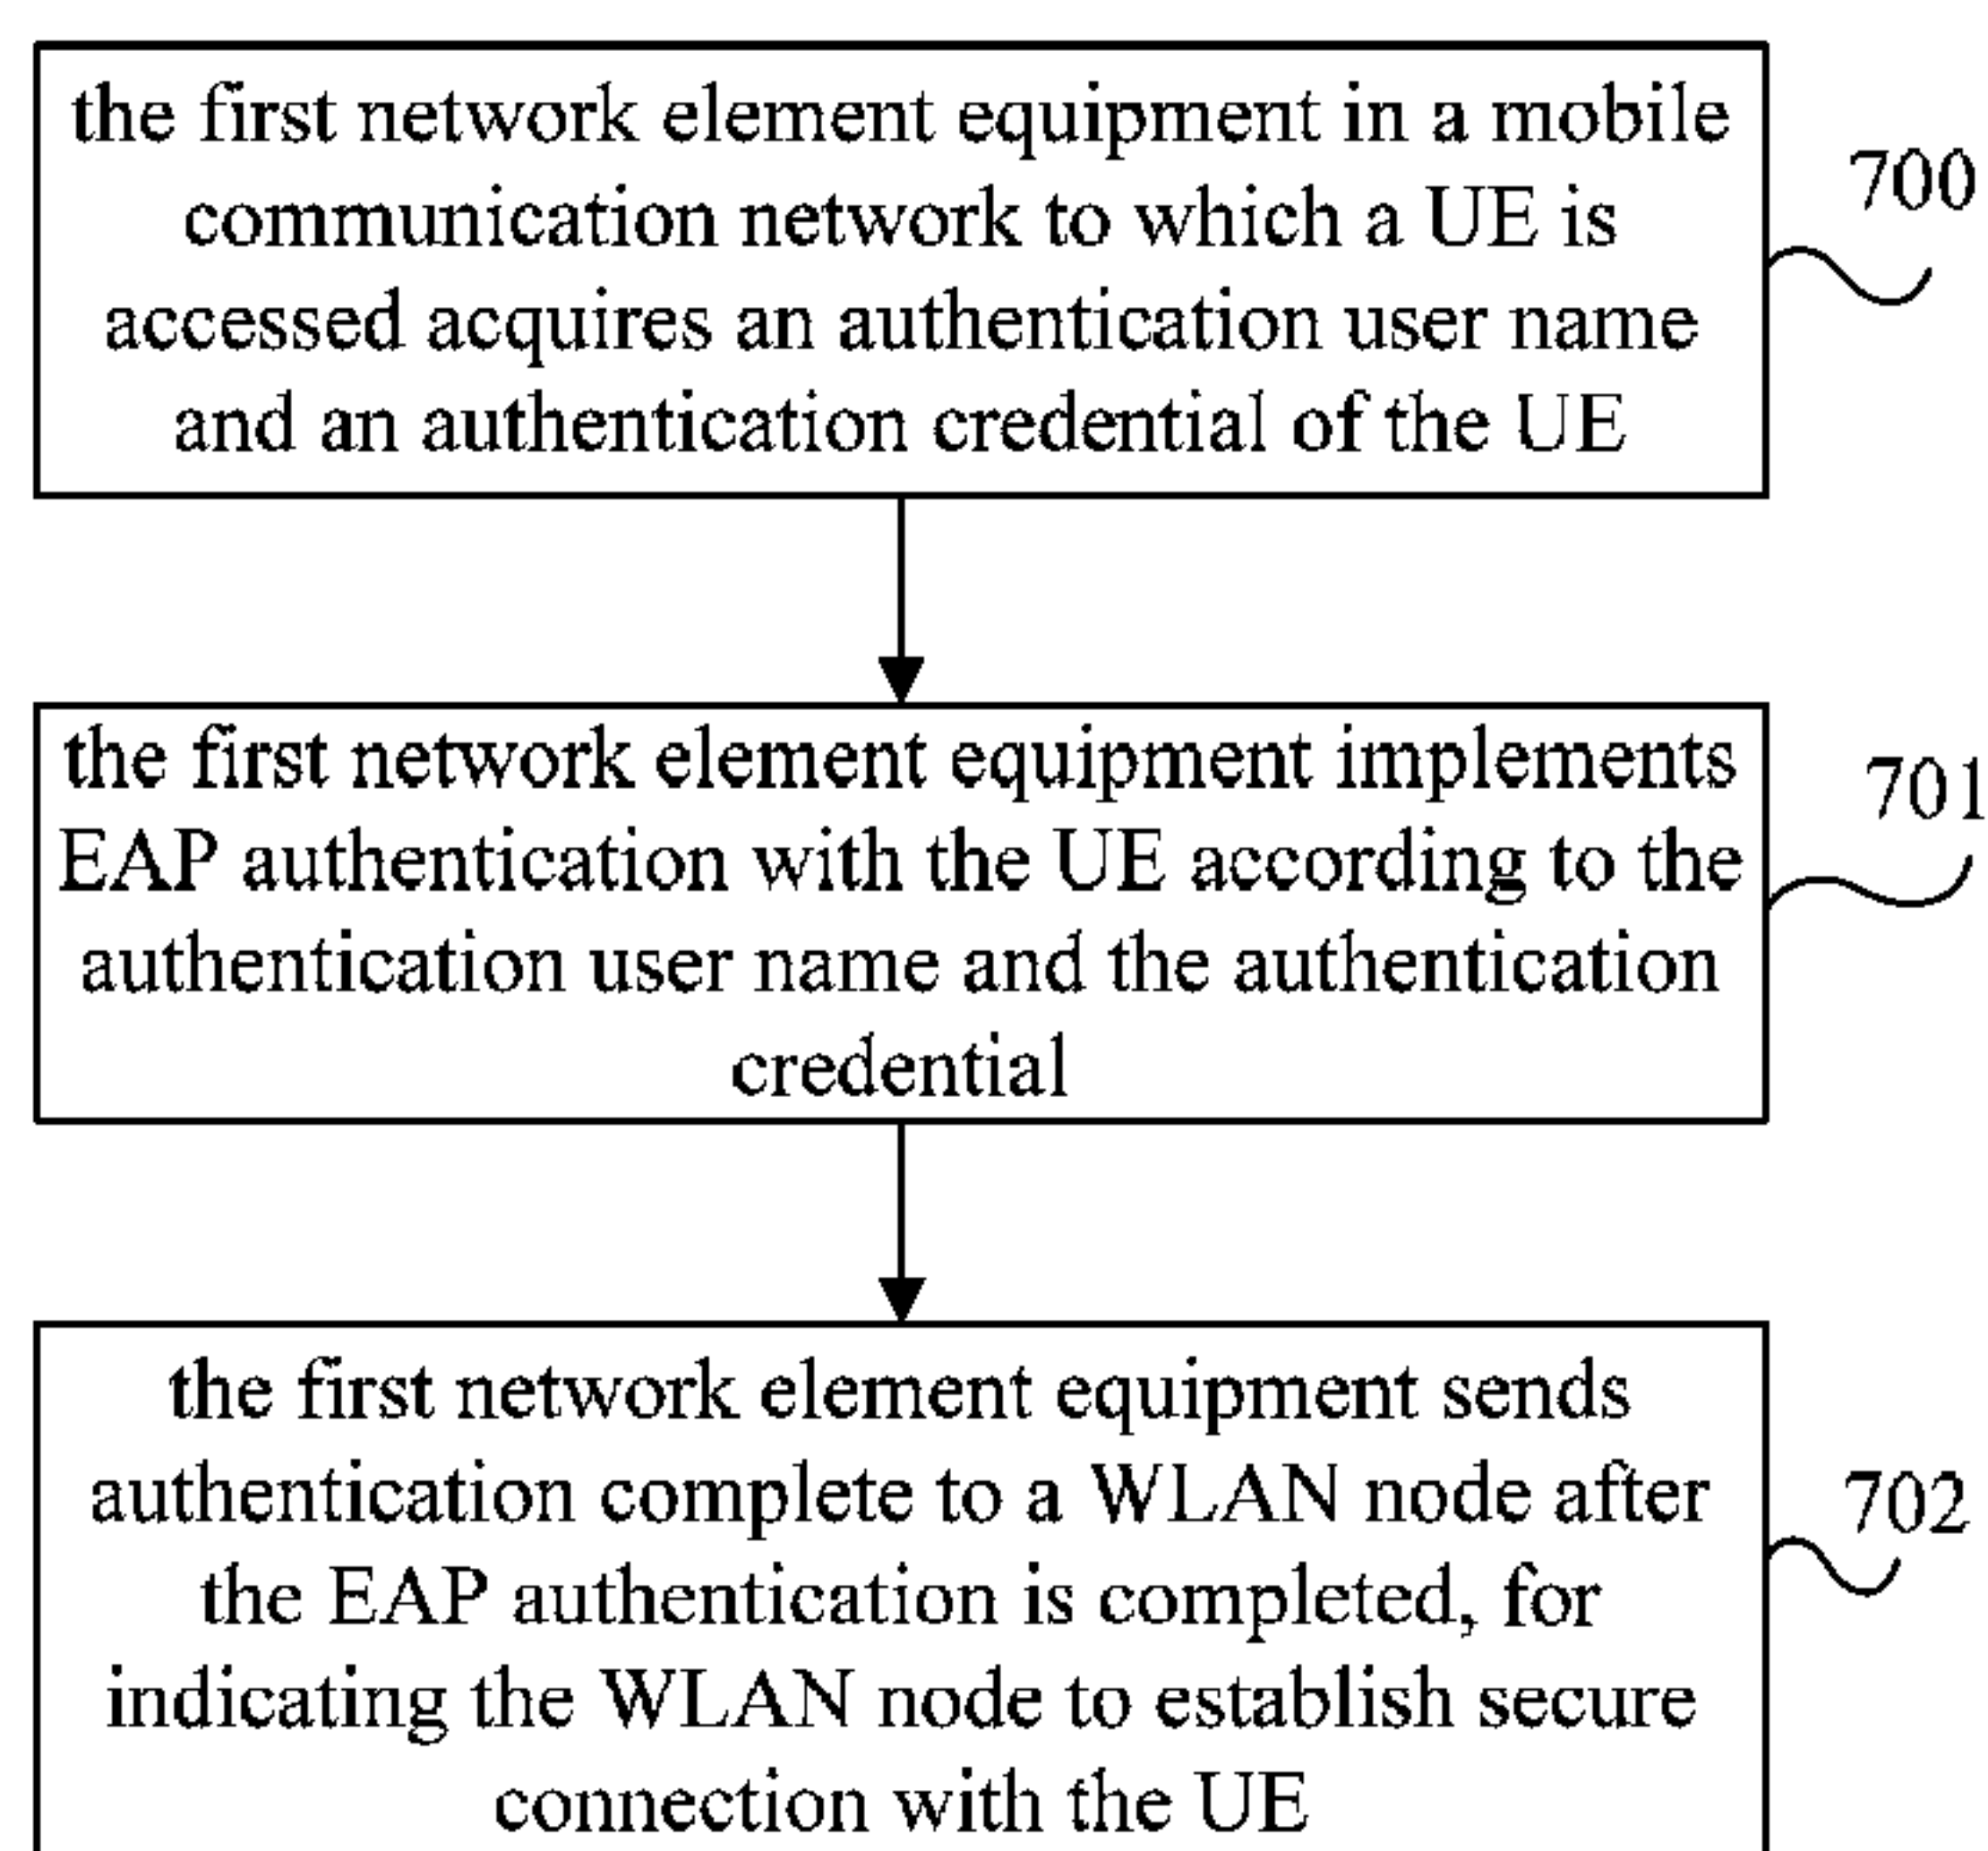 the first network element equipment in a mobile
communication network to which a UE is
accessed acquires an authentication user name
and an authentication credential of the UE
700
the first network element equipment implements
EAP authentication with the UE according to the
authentication user name and the authentication
credential
701
the first network element equipment sends
authentication complete to a WLAN node after
the EAP authentication is completed, for
indicating the WLAN node to establish secure
connection with the UE
702